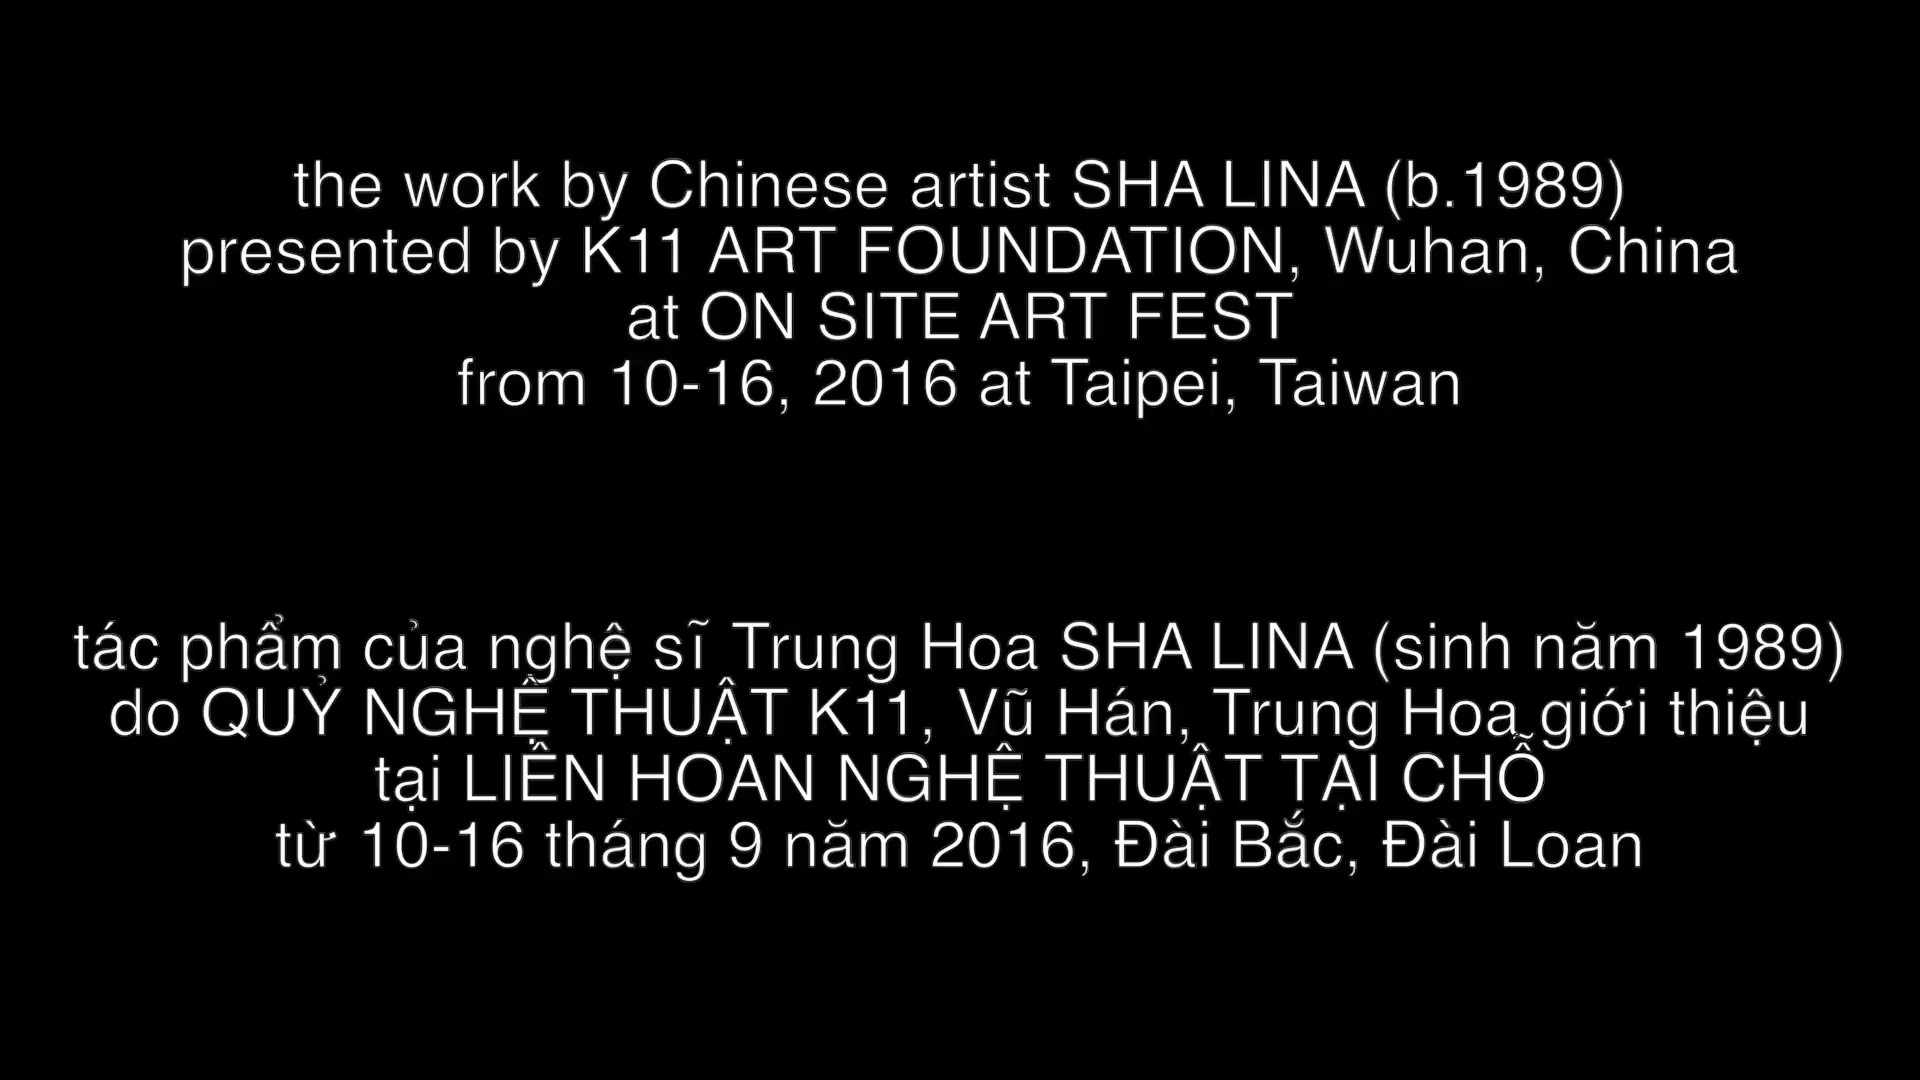 the work by Chinese artist SHA LINA (b.1989)
presented by K11 ART FOUNDATION, Wuhan, China
at ON SITE ART FEST
from 10-16, 2016 at Taipei, Taiwan
tác phẩm của nghệ sĩ Trung Hoa SHA LINA (sinh năm 1989)
do QUỶ NGHỆ THUẬT K11, Vũ Hán, Trung Hoa giới thiệu
tại LIÊN HOAN NGHỆ THUẬT TẠI CHỖ
từ 10-16 tháng 9 năm 2016, Đài Bắc, Đài Loan